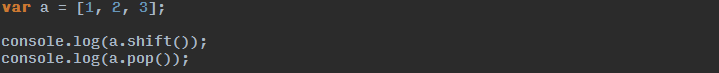 var a = [1, 2, 3];
console.log(a.shift());
console.log(a.pop());